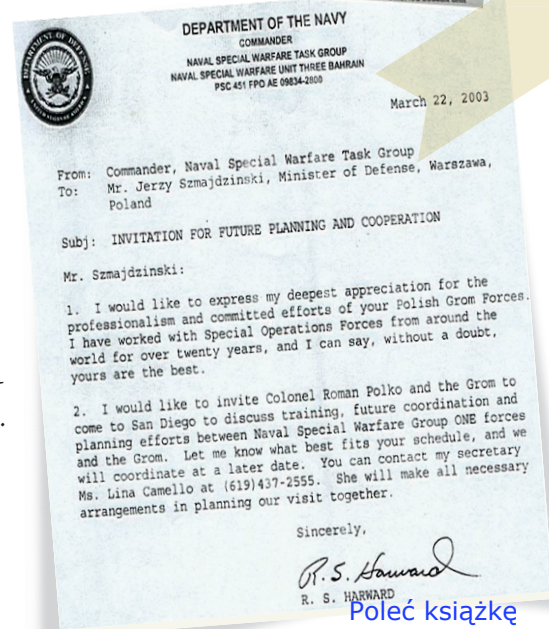 DEPARTMENT OF THE NAVY
COMMANDER
NAVAL SPECIAL WARFARE TASK GROUP
NAVAL SPECIAL WARFARE UNIT THREE BAHRAIN
PSC 451 FPO AE 09834-2800
March 22, 2003
From: Commander, Naval Special Warfare Task Group
To: Mr. Jerzy Szmajdzinski, Minister of Defense, Warszawa,
Poland
Subj: INVITATION FOR FUTURE PLANNING AND COOPERATION
Mr. Szmajdzinski:
1. I would like to express my deepest appreciation for the
professionalism and committed efforts of your Polish Grom Forces.
I have worked with Special Operations Forces from around the
world for over twenty years, and I can say, without a doubt,
yours are the best.
2. I would like to invite Colonel Roman Polko and the Grom to
come to San Diego to discuss training, future coordination and
planning efforts between Naval Special Warfare Group ONE forces
and the Grom. Let me know what best fits your schedule, and we
will coordinate at a later date. You can contact my secretary
Ms. Lina Camello at (619)437-2555. She will make all necessary
arrangements in planning our visit together.
Sincerely,
R. S. Harward
R. S. HARWARD
Poleć książkę